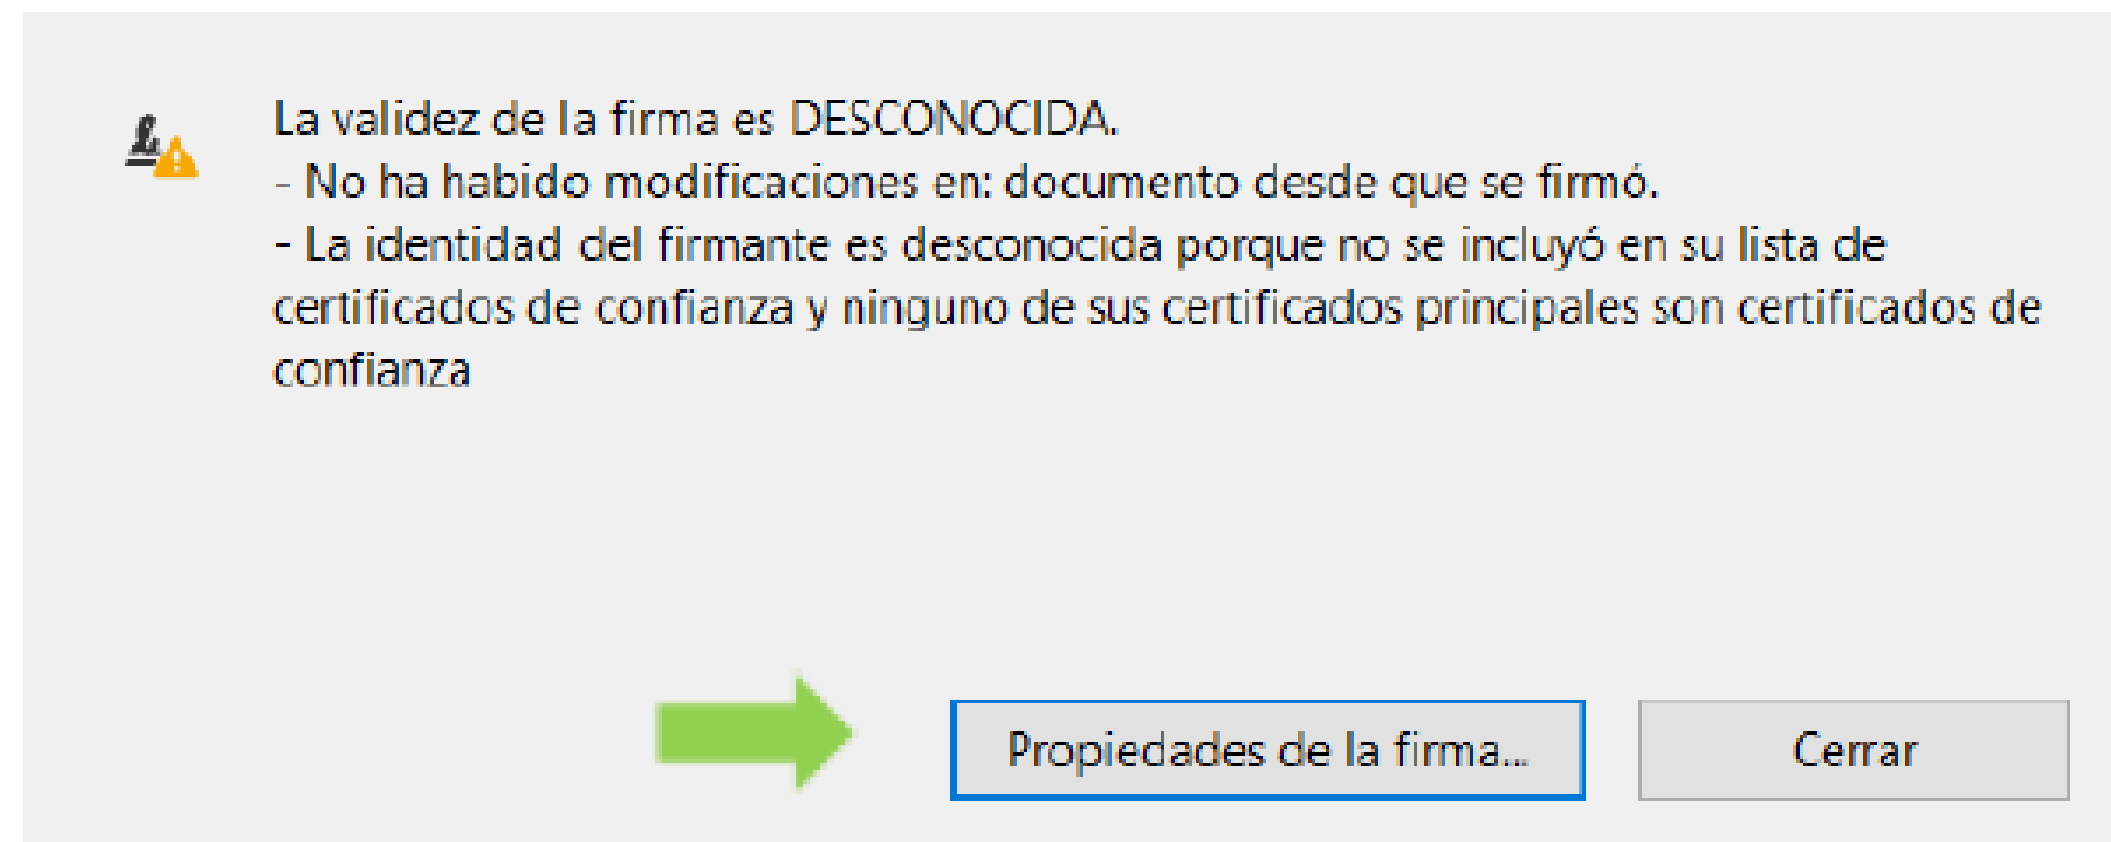 La validez de la firma es DESCONOCIDA.
- No ha habido modificaciones en: documento desde que se firmó.
- La identidad del firmante es desconocida porque no se incluyó en su lista de
certificados de confianza y ninguno de sus certificados principales son certificados de
confianza
Propiedades de la firma...
Cerrar